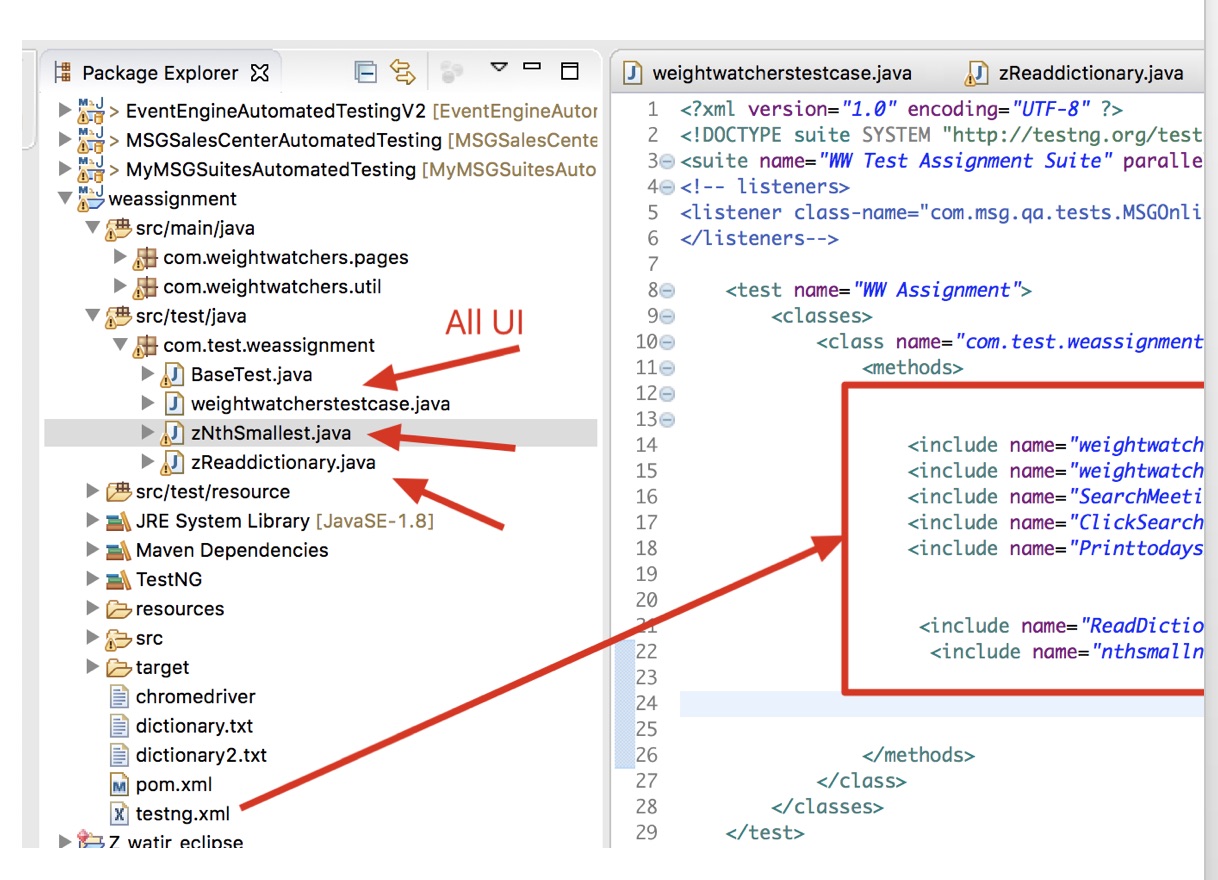 Package Explorer
> EventEngineAutomatedTestingV2 [EventEngineAutor
> MSGSalesCenterAutomatedTesting [MSGSalesCente
> MyMSGSuitesAutomatedTesting [MyMSGSuitesAuto
weassignment
src/main/java
com.weightwatchers.pages
com.weightwatchers.util
src/test/java
All UI
com.test.weassignment
BaseTest.java
weightwatcherstestcase.java
zNthSmallest.java
zReaddictionary.java
src/test/resource
JRE System Library [JavaSE-1.8]
Maven Dependencies
TestNG
resources
src
target
chromedriver
dictionary.txt
dictionary2.txt
pom.xml
testng.xml
Z_watir_eclipse
weightwatcherstestcase.java zReaddictionary.java
1 <?xml version="1.0" encoding="UTF-8" ?>
2 <!DOCTYPE suite SYSTEM "http://testng.org/test
3 <suite name="WW Test Assignment Suite" paralle
4 <!-- listeners>
5 <listener class-name="com.msg.qa.tests.MSGOnli
6 </listeners-->
7
8 <test name="WW Assignment">
9 <classes>
10 <class name="com.test.weassignment
11 <methods>
12
13
14 <include name="weightwatch
15 <include name="weightwatch
16 <include name="SearchMeeti
17 <include name="ClickSearch
18 <include name="Printtodays
19
20
21 <include name="ReadDictio
22 <include name="nthsmalln
23
24
25
26 </methods>
27 </class>
28 </classes>
29 </test>